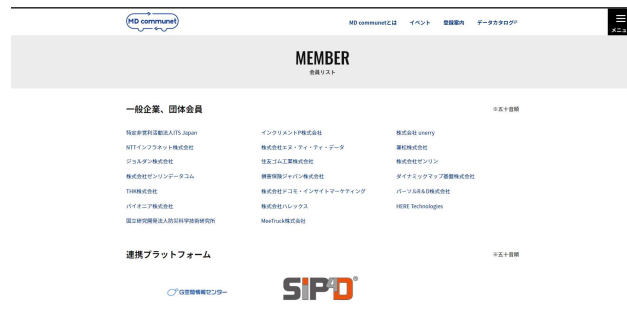 MD communet
MD communetとは イベント 登録案内 データカタログ
メニュー
MEMBER
会員リスト
一般企業、団体会員 ※五十音順
特定非営利活動法人ITS Japan インクリメントP株式会社 株式会社 unerry
NTTインフラネット株式会社 株式会社エヌ・ティ・ティ・データ 蓮松株式会社
ジョルダン株式会社 住友ゴム工業株式会社 株式会社ゼンリン
株式会社ゼンリンデータコム 損害保険ジャパン株式会社 ダイナミックマップ基盤株式会社
THK株式会社 株式会社ドコモ・インサイトマーケティング パーソルR&D株式会社
パイオニア株式会社 株式会社ハレックス HERE Technologies
国立研究開発法人防災科学技術研究所 MeeTruck株式会社
連携プラットフォーム ※五十音順
G空間情報センター SIP4D